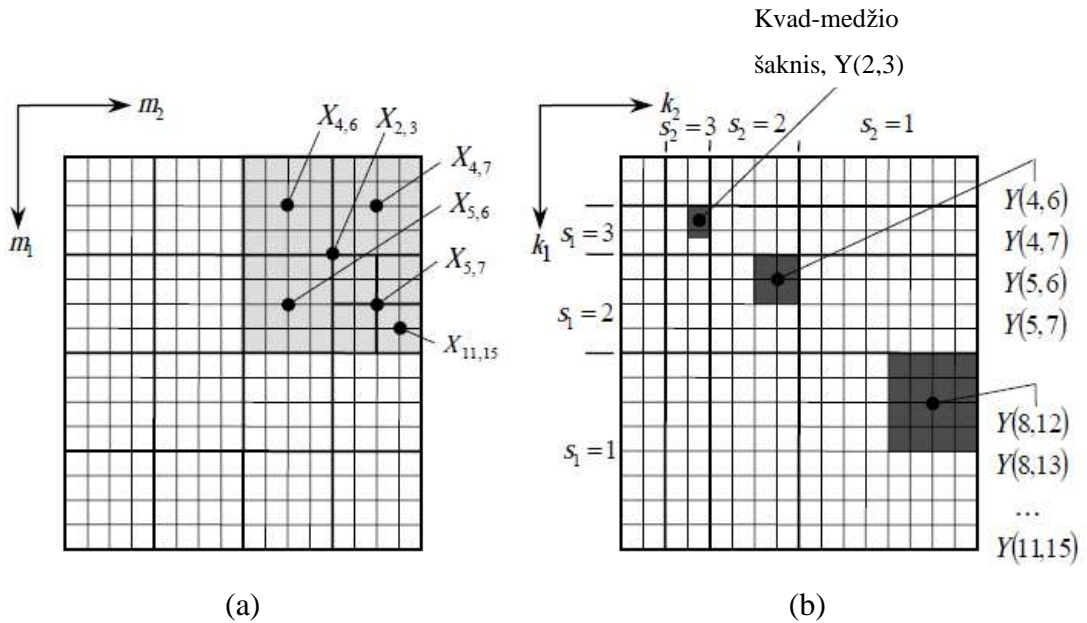 Kvad-medžio
šaknis, Y(2,3)
m₂
m₁
X₄,₆
X₂,₃
X₄,₇
X₅,₆
X₅,₇
X₁₁,₁₅
(a)
k₂
k₁
s₂ = 3
s₂ = 2
s₂ = 1
s₁ = 3
s₁ = 2
s₁ = 1
Y(4,6)
Y(4,7)
Y(5,6)
Y(5,7)
Y(8,12)
Y(8,13)
...
Y(11,15)
(b)